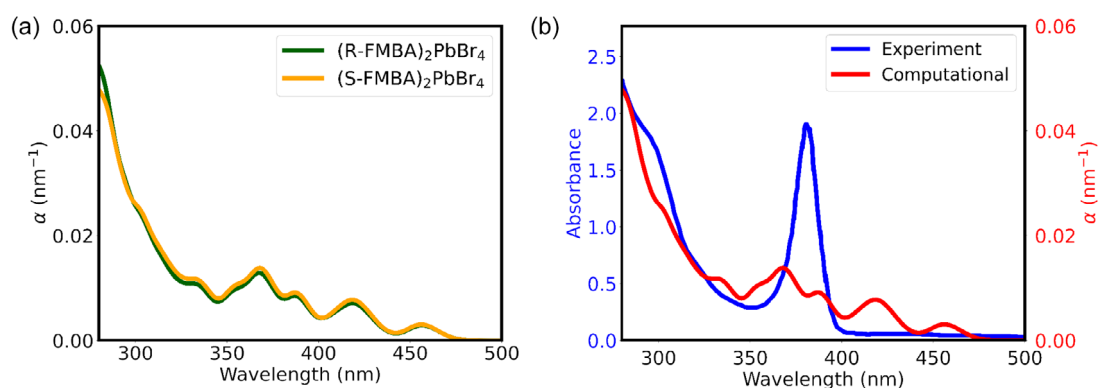 (a)
0.06
0.04
0.02
0.00
α (nm⁻¹)
300
350
400
450
500
Wavelength (nm)
(R-FMBA)₂PbBr₄
(S-FMBA)₂PbBr₄
(b)
2.5
2.0
1.5
1.0
0.5
0.0
Absorbance
300
350
400
450
500
Wavelength (nm)
Experiment
Computational
0.06
0.04
0.02
0.00
α (nm⁻¹)